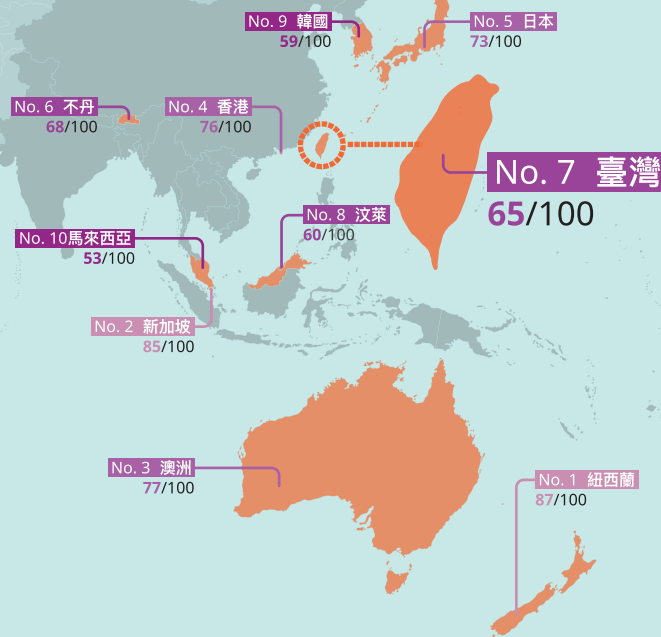 No. 9 韓國
59/100
No. 5 日本
73/100
No. 6 不丹
68/100
No. 4 香港
76/100
No. 7 臺灣
65/100
No. 8 汶萊
60/100
No. 10馬來西亞
53/100
No. 2 新加坡
85/100
No. 3 澳洲
77/100
No. 1 紐西蘭
87/100